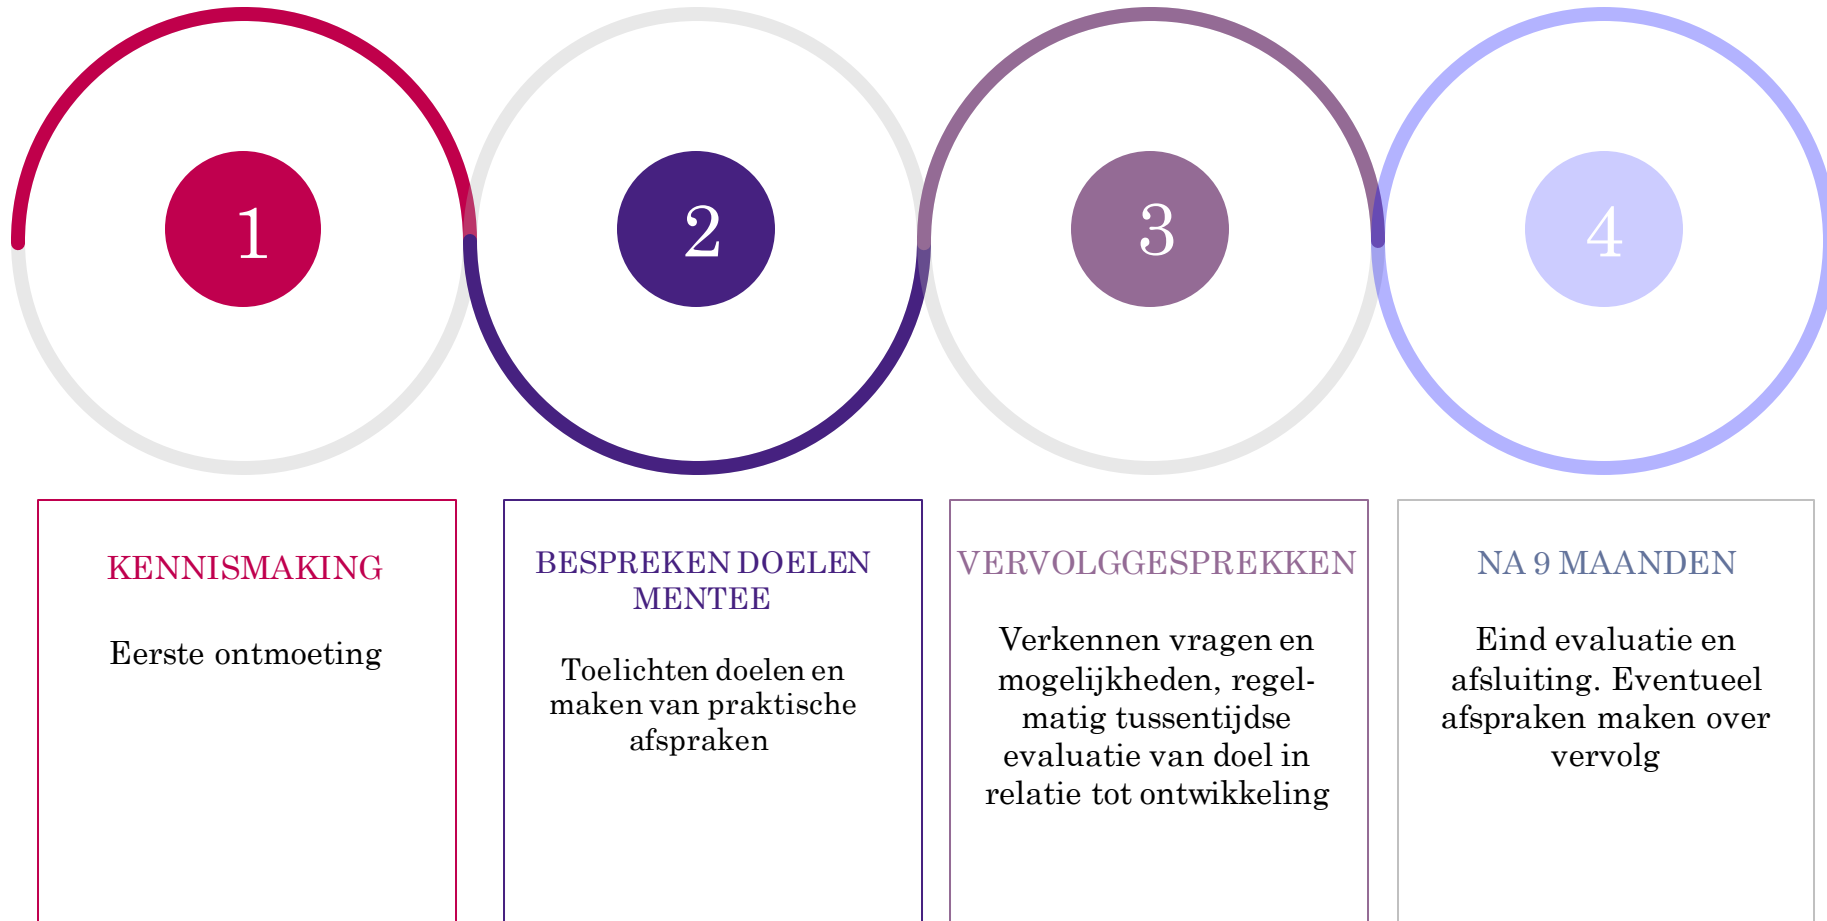 1
2
3
4
KENNISMAKING
Eerste ontmoeting
BESPREKEN DOELEN
MENTEE
Toelichten doelen en
maken van praktische
afspraken
VERVOLGGESPREKKEN
Verkennen vragen en
mogelijkheden, regel-
matig tussentijdse
evaluatie van doel in
relatie tot ontwikkeling
NA 9 MAANDEN
Eind evaluatie en
afsluiting. Eventueel
afspraken maken over
vervolg